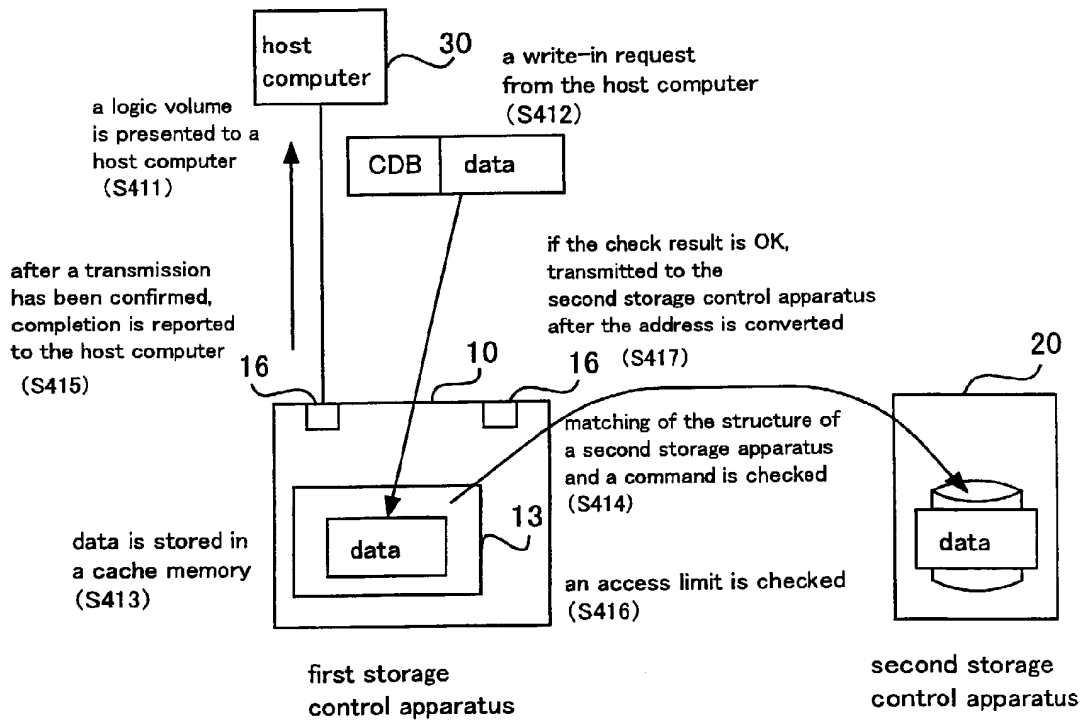 host
computer
30
a write-in request
from the host computer
(S412)
a logic volume
is presented to a
host computer
(S411)
CDB
data
if the check result is OK,
transmitted to the
second storage control apparatus
after the address is converted
(S417)
after a transmission
has been confirmed,
completion is reported
to the host computer
(S415)
16
10
16
20
matching of the structure of
a second storage apparatus
and a command is checked
(S414)
13
data
data
data is stored in
a cache memory
(S413)
an access limit is checked
(S416)
first storage
control apparatus
second storage
control apparatus